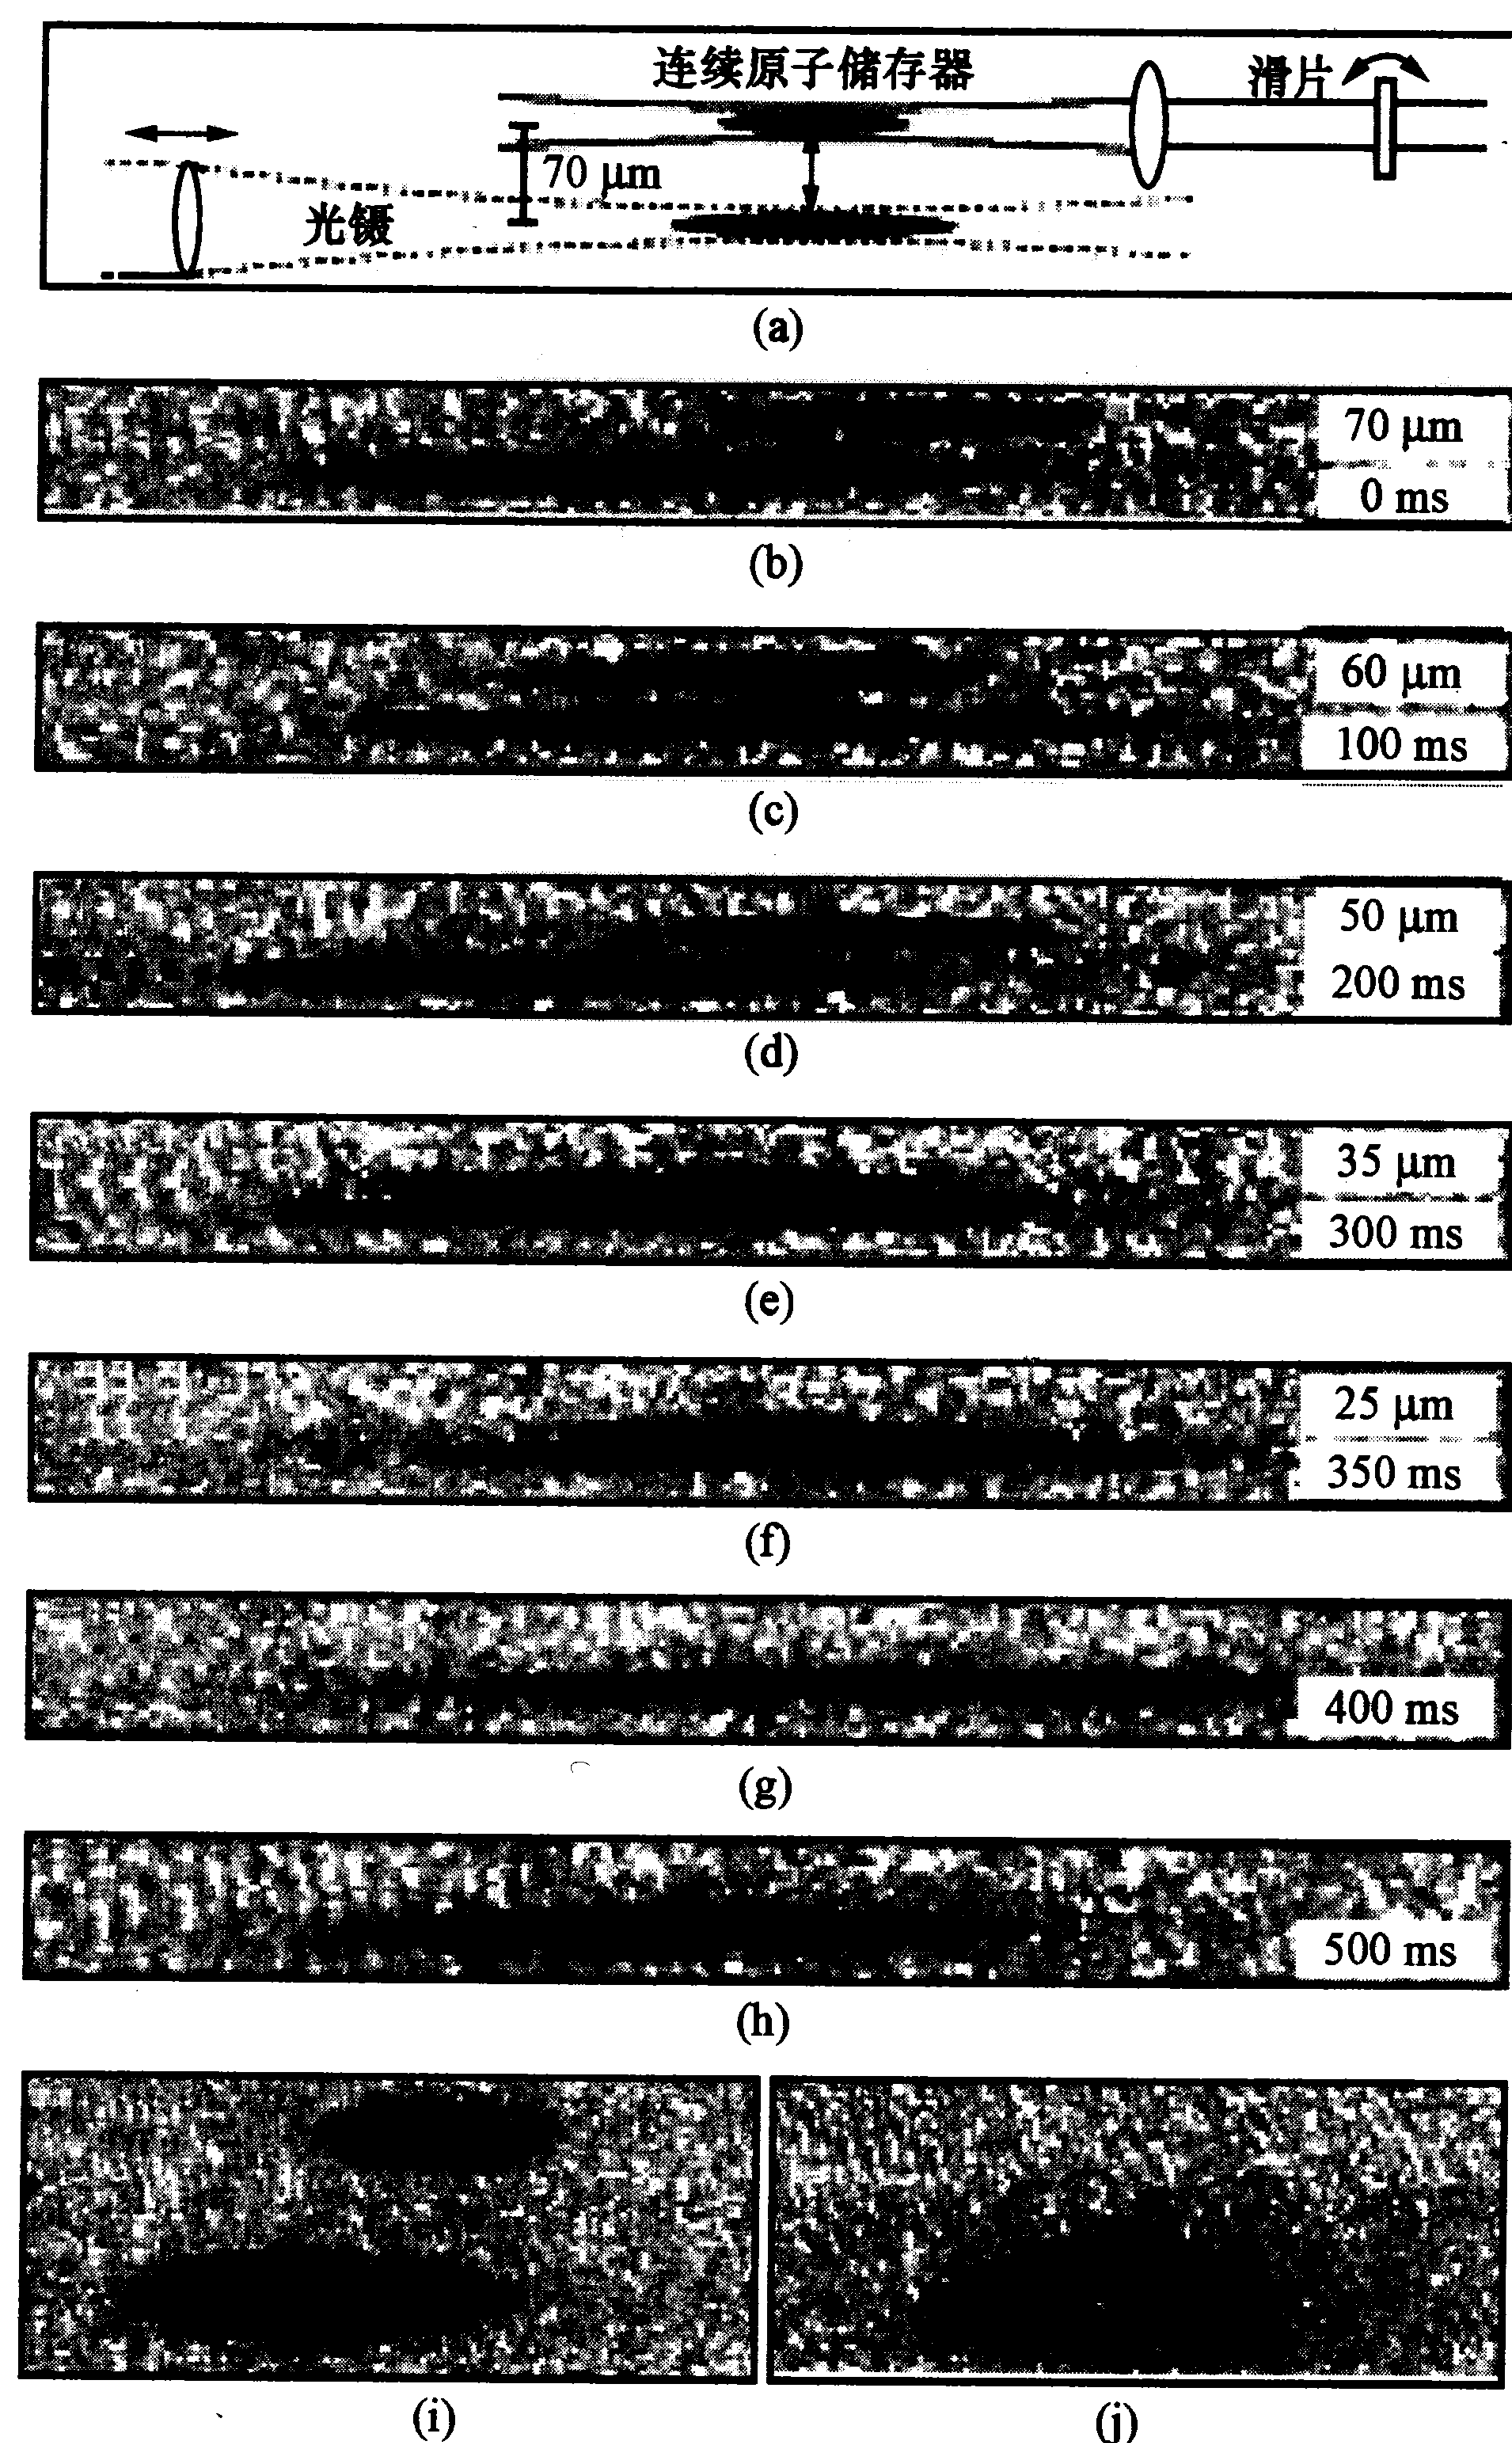 连续原子储存器
滑片
70 μm
光镊
(a)
70 μm
0 ms
(b)
60 μm
100 ms
(c)
50 μm
200 ms
(d)
35 μm
300 ms
(e)
25 μm
350 ms
(f)
400 ms
(g)
500 ms
(h)
(i)
(j)